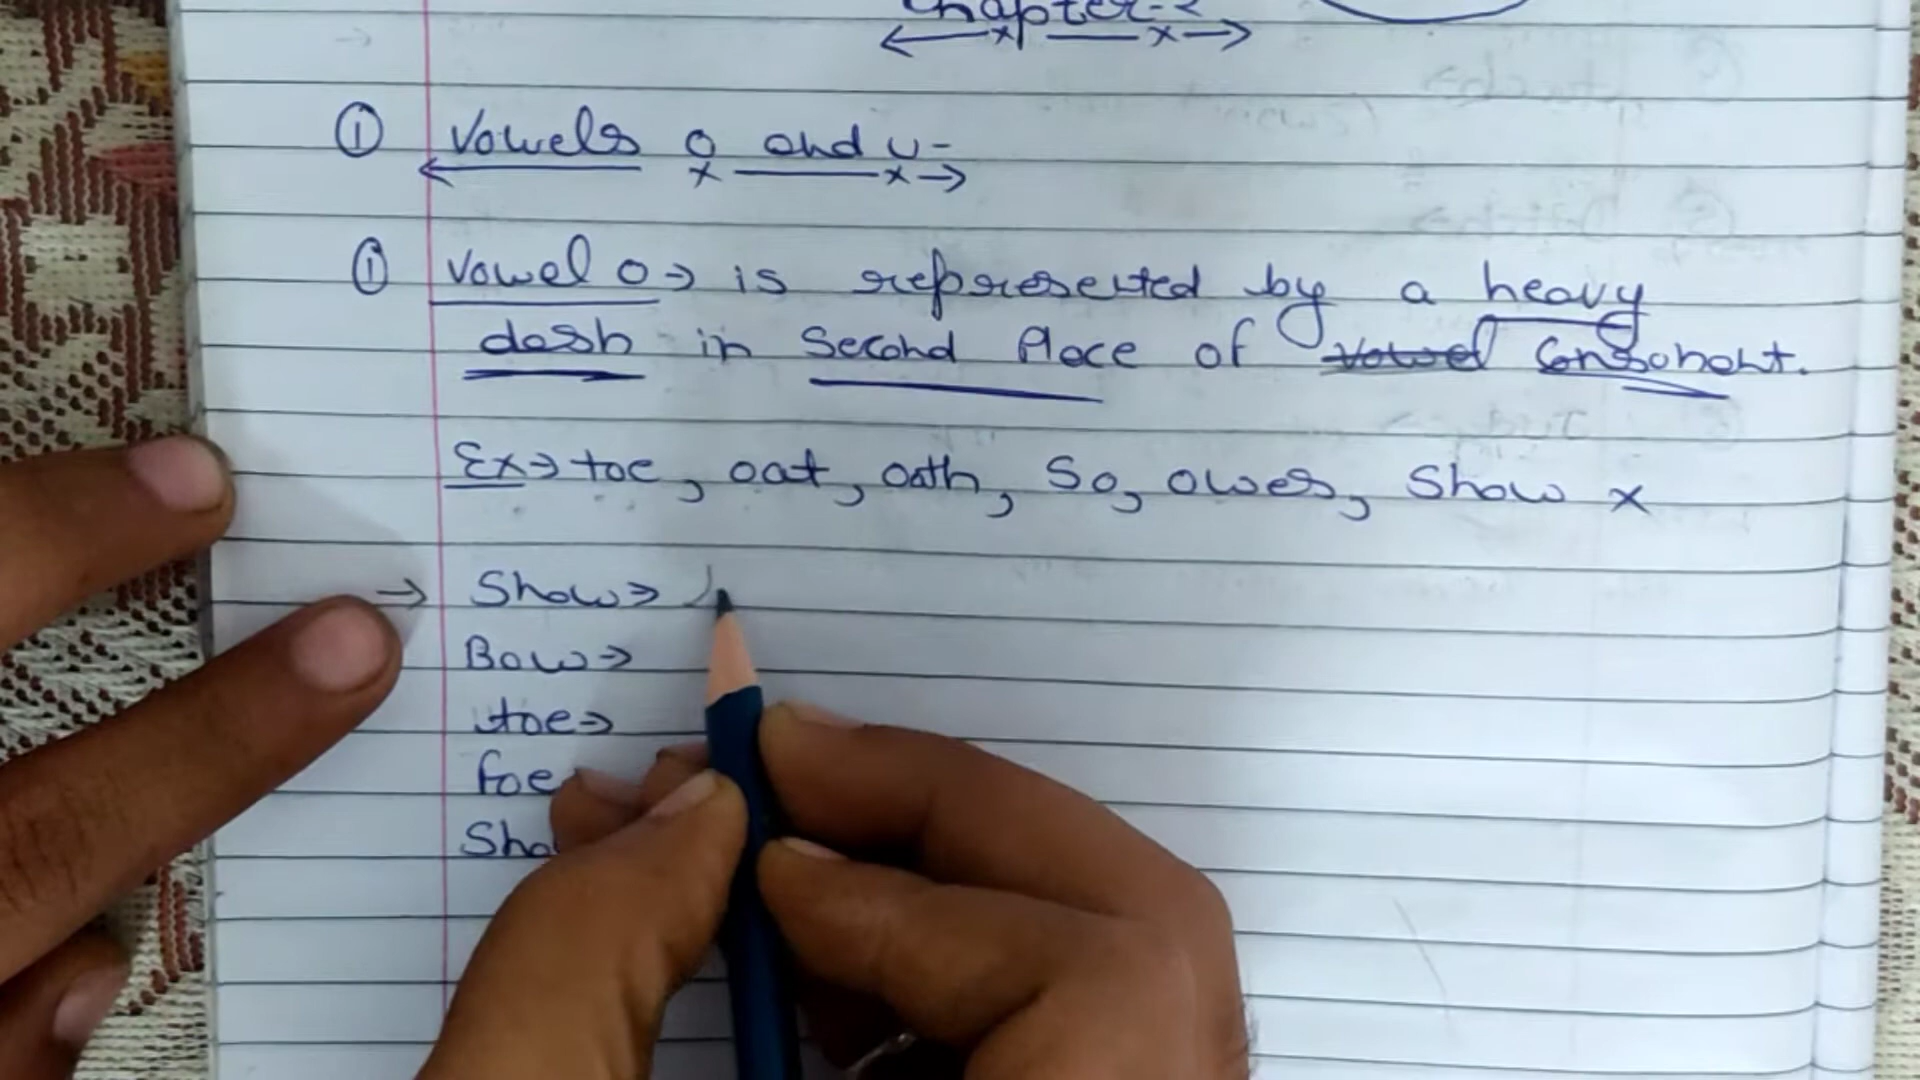 Chapter-2
① Vowels o and u-
① Vowel o → is represented by a heavy
dash in Second Place of vowel Consonant.
Ex → toe, oat, oath, So, owes, Show x
→ Show →
Bow →
toe →
foe
Sho